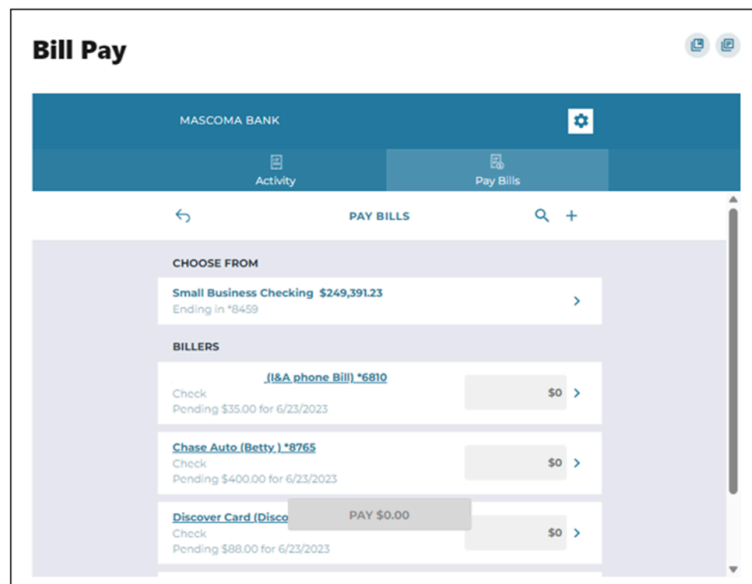 Bill Pay
MASCOMA BANK
Activity
Pay Bills
PAY BILLS
CHOOSE FROM
Small Business Checking $249,391.23
Ending in *8459
BILLERS
(I&A phone Bill) *6810
Check
$0
Pending $35.00 for 6/23/2023
Chase Auto (Betty ) *8765
Check
$0
Pending $400.00 for 6/23/2023
Discover Card (Disco
PAY $0.00
Check
$0
Pending $88.00 for 6/23/2023